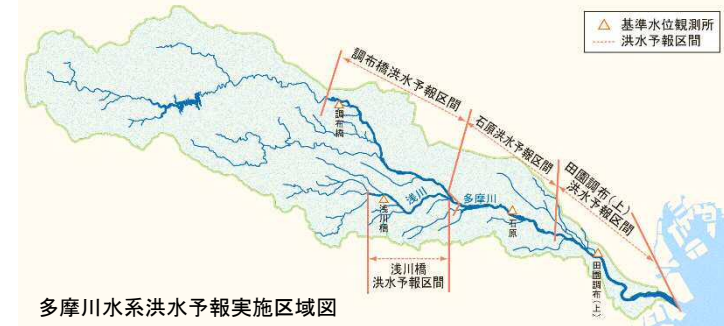 基準水位観測所
洪水予報区間
調布橋洪水予報区間
石原洪水予報区間
田園調布(上)
洪水予報区間
調布橋
浅川
多摩川
浅川橋
石原
田園調布(上)
浅川橋
洪水予報区間
多摩川水系洪水予報実施区域図